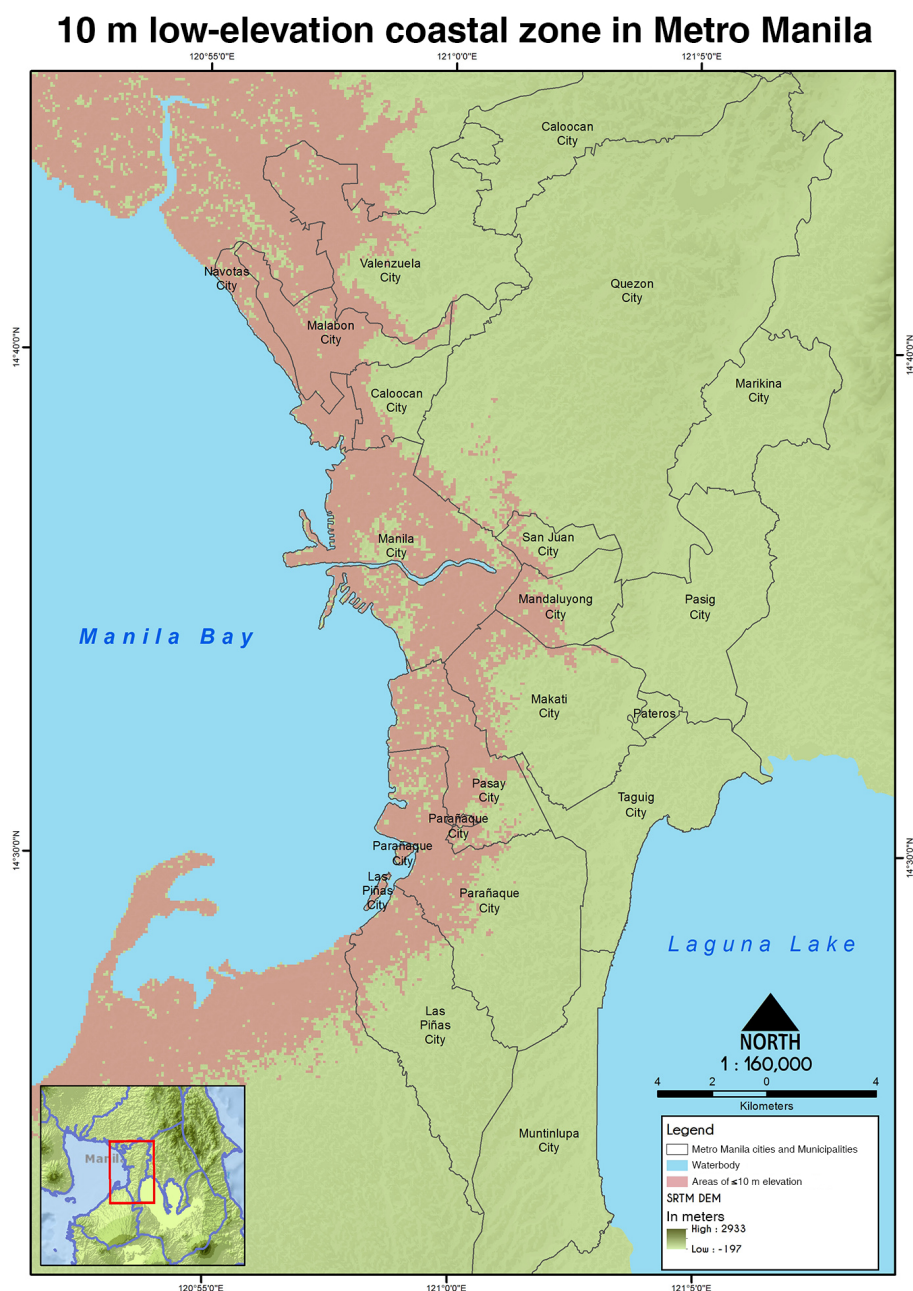 10 m low-elevation coastal zone in Metro Manila
120°55'0"E
121°0'0"E
121°5'0"E
Caloocan
City
Navotas
City
Valenzuela
City
Quezon
City
Malabon
City
14°40'0"N
14°40'0"N
Caloocan
City
Marikina
City
Manila
City
San Juan
City
Mandaluyong
City
Pasig
City
Manila Bay
Makati
City
Pateros
Pasay
City
Taguig
City
Parañaque
City
Parañaque
City
14°30'0"N
14°30'0"N
Las
Piñas
City
Parañaque
City
Laguna Lake
Las
Piñas
City
NORTH
1 : 160,000
4 2 0 4
Kilometers
Muntinlupa
City
Manila
Legend
Metro Manila cities and Municipalities
Waterbody
Areas of ≤10 m elevation
SRTM DEM
In meters
High : 2933
Low : -197
120°55'0"E
121°0'0"E
121°5'0"E